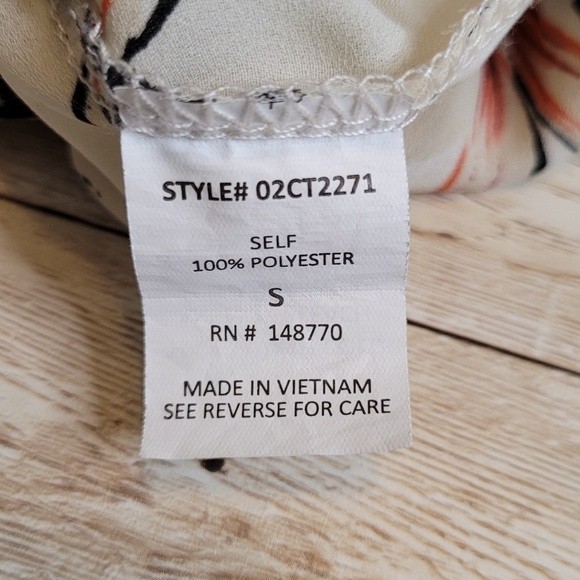 STYLE# 02CT2271
SELF
100% POLYESTER
S
RN # 148770
MADE IN VIETNAM
SEE REVERSE FOR CARE